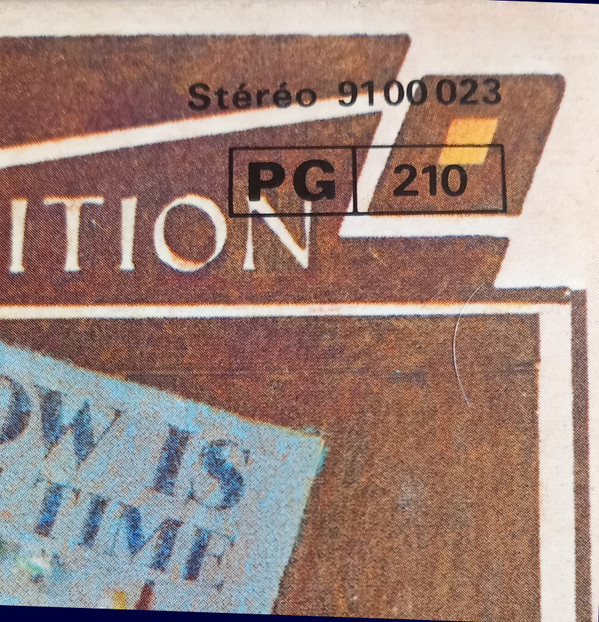 Stéréo 9100 023
PG 210
ITION
OW IS
TIME